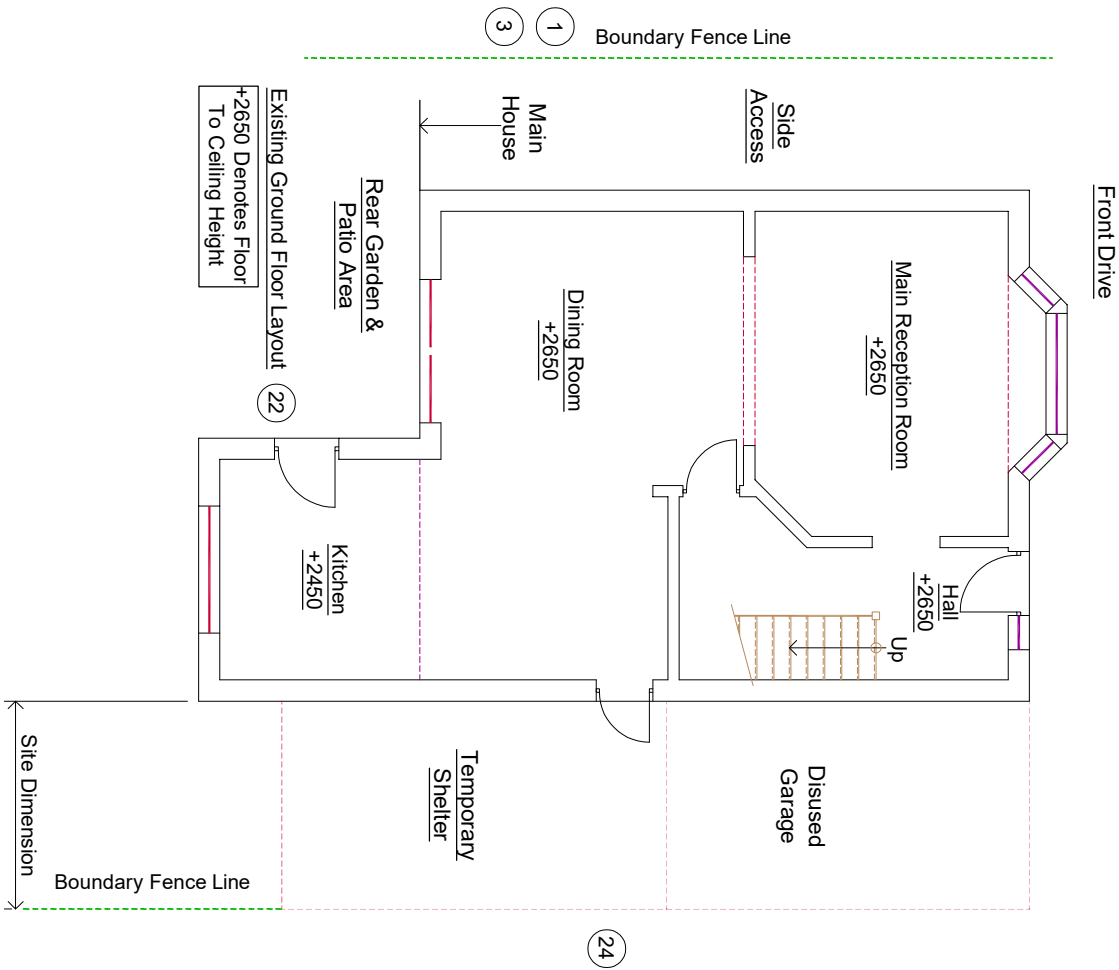 3
1
Boundary Fence Line
Front Drive
Side
Access
Main
House
Existing Ground Floor Layout
+2650 Denotes Floor
To Ceiling Height
Rear Garden &
Patio Area
22
Main Reception Room
+2650
Dining Room
+2650
Kitchen
+2450
Hall
+2650
Up
Temporary
Shelter
Disused
Garage
Site Dimension
Boundary Fence Line
24